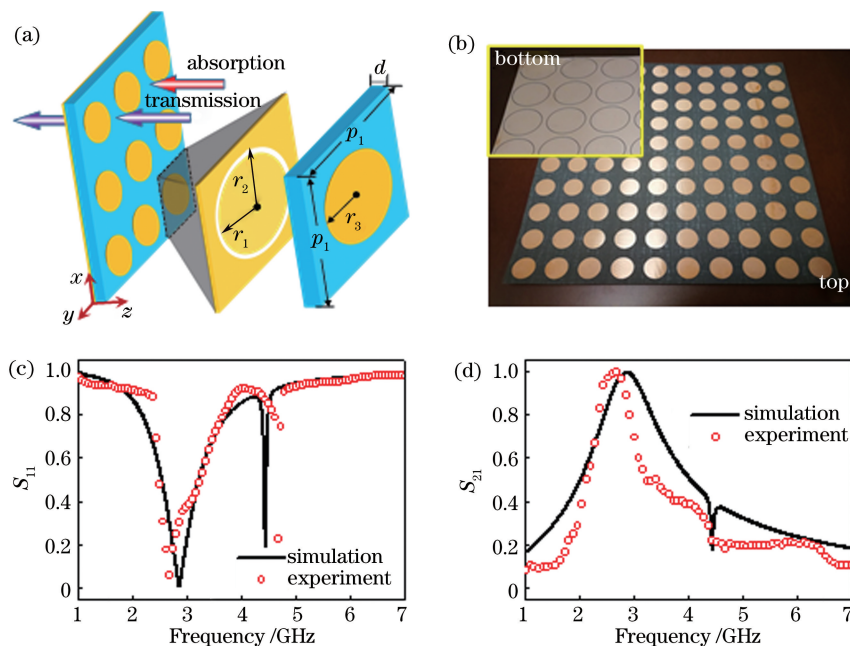 (a)
absorption
transmission
d
p1
r2
r1
p1
r3
x
y
z
(b)
bottom
top
(c)
1.0
0.8
0.6
0.4
0.2
0
S11
simulation
experiment
1 2 3 4 5 6 7
Frequency /GHz
(d)
1.0
0.8
0.6
0.4
0.2
0
S21
simulation
experiment
1 2 3 4 5 6 7
Frequency /GHz